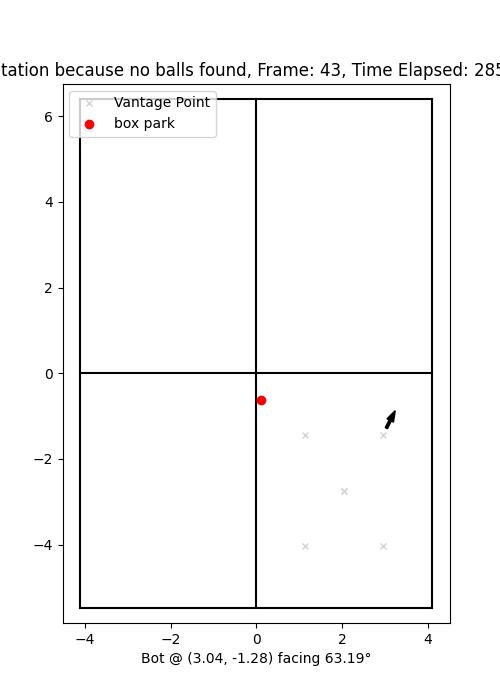 tation because no balls found, Frame: 43, Time Elapsed: 285
Vantage Point
box park
6
4
2
0
−2
−4
−4 −2 0 2 4
Bot @ (3.04, -1.28) facing 63.19°